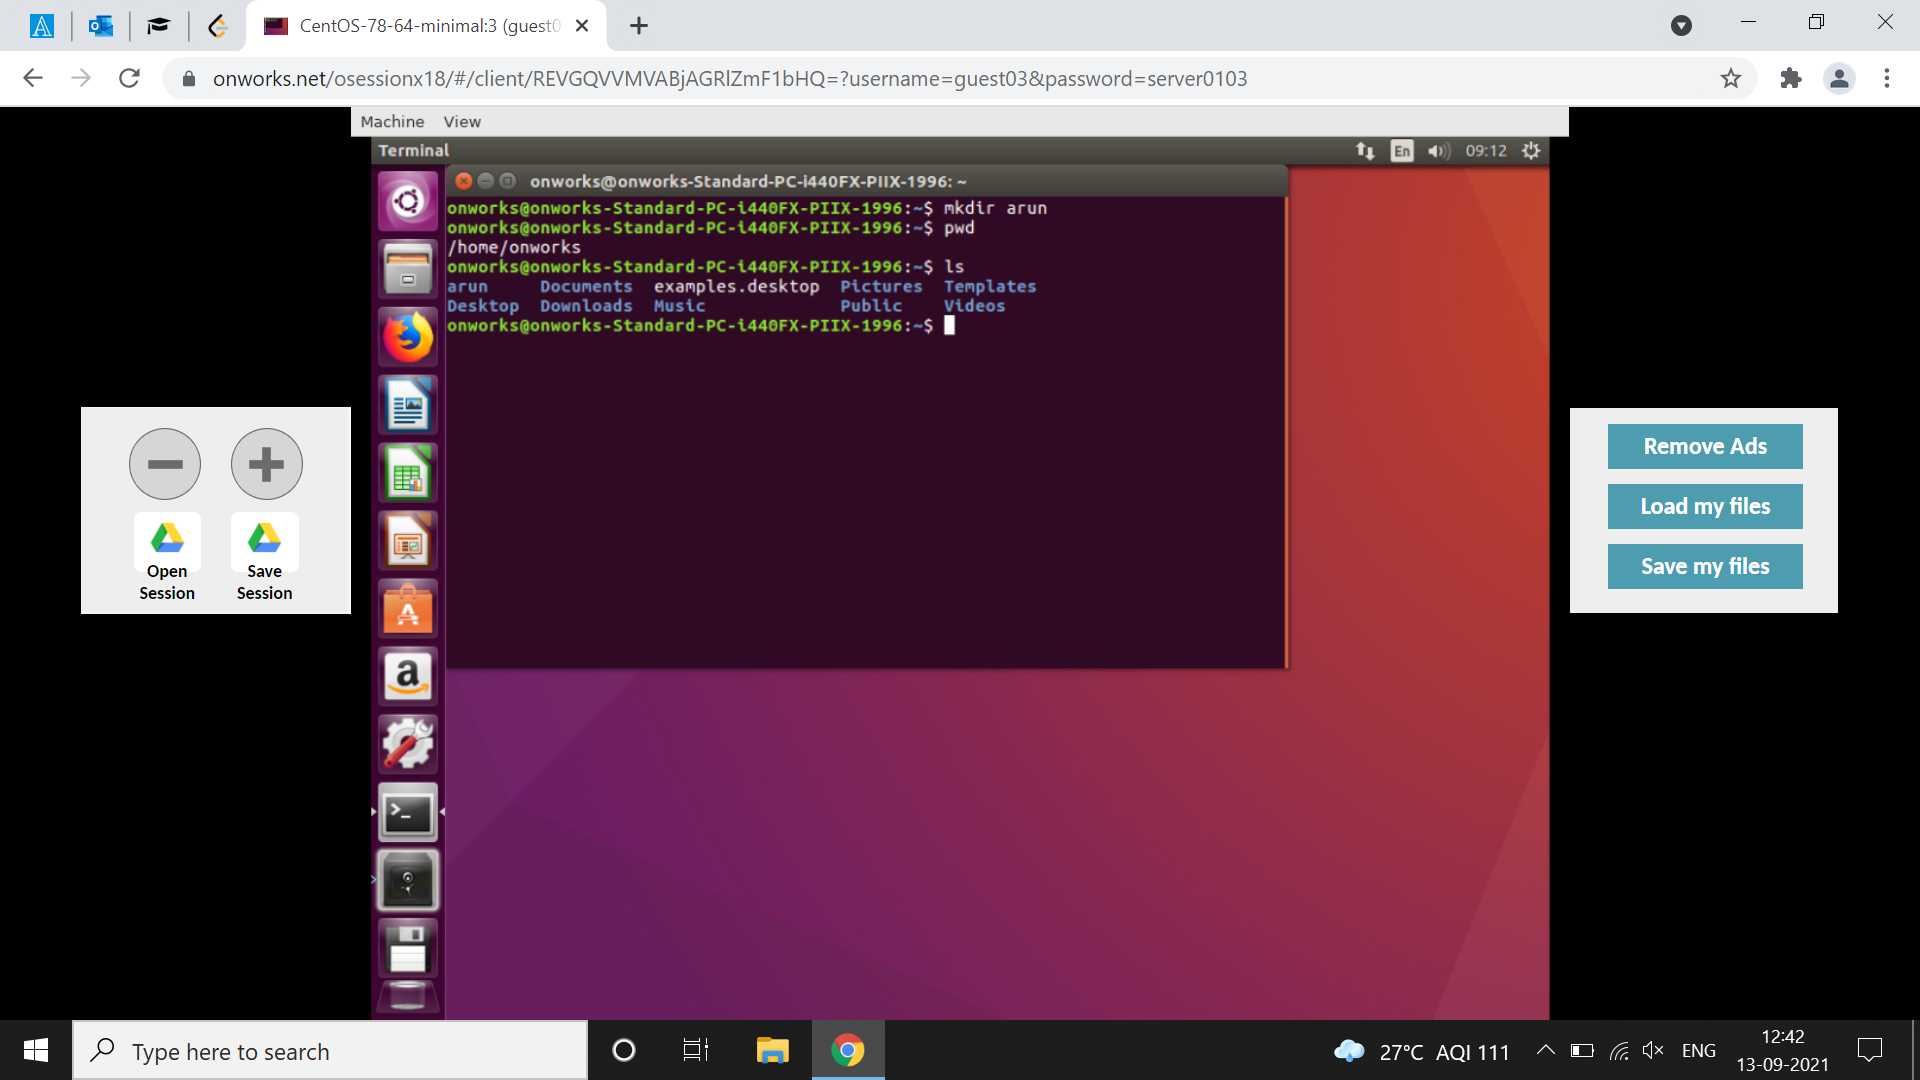 CentOS-78-64-minimal:3 (guest0
onworks.net/osessionx18/#/client/REVGQVVMVABjAGRlZmF1bHQ=?username=guest03&password=server0103
Machine View
Terminal En 09:12
onworks@onworks-Standard-PC-i440FX-PIIX-1996: ~
onworks@onworks-Standard-PC-i440FX-PIIX-1996:~$ mkdir arun
onworks@onworks-Standard-PC-i440FX-PIIX-1996:~$ pwd
/home/onworks
onworks@onworks-Standard-PC-i440FX-PIIX-1996:~$ ls
arun Documents examples.desktop Pictures Templates
Desktop Downloads Music Public Videos
onworks@onworks-Standard-PC-i440FX-PIIX-1996:~$
Open Session
Save Session
Remove Ads
Load my files
Save my files
Type here to search
27°C AQI 111
ENG
12:42
13-09-2021